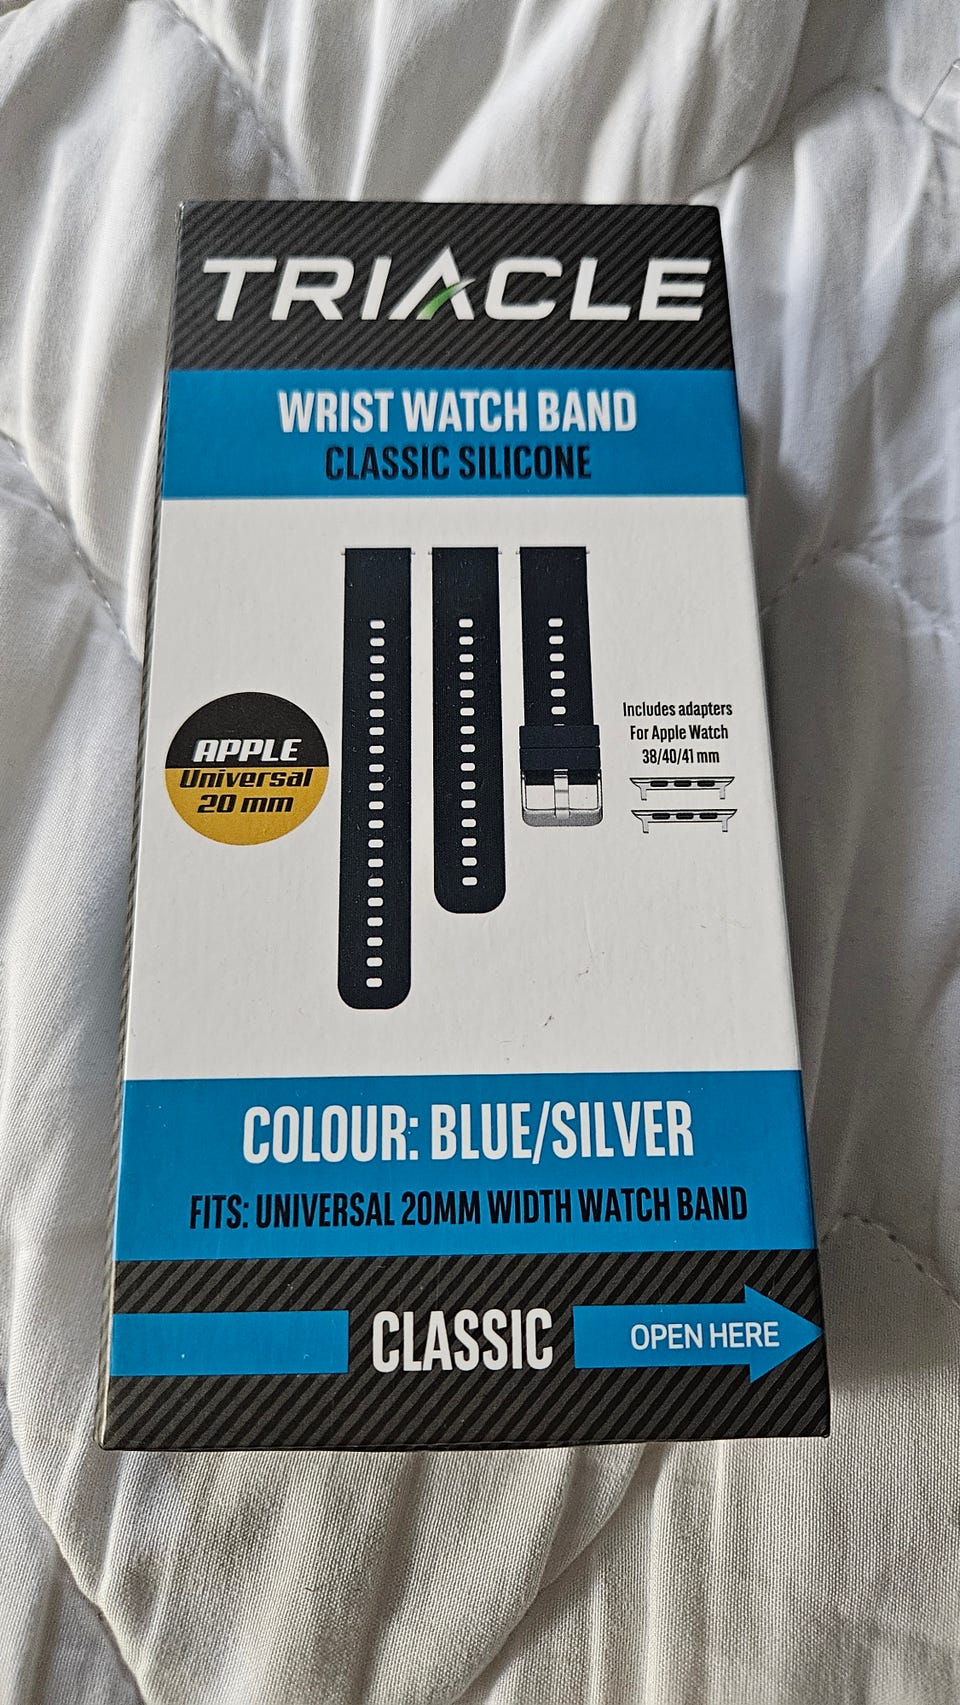 TRIACLE
WRIST WATCH BAND
CLASSIC SILICONE
Includes adapters
For Apple Watch
38/40/41 mm
APPLE
Universal
20 mm
COLOUR: BLUE/SILVER
FITS: UNIVERSAL 20MM WIDTH WATCH BAND
CLASSIC
OPEN HERE